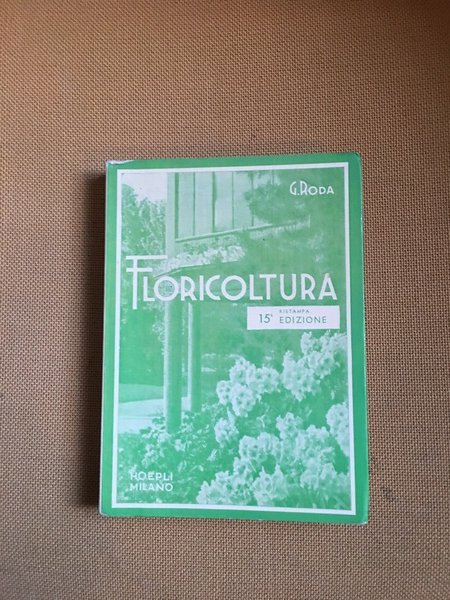 G. RODA
FLORICOLTURA
15ª RISTAMPA
EDIZIONE
HOEPLI
MILANO